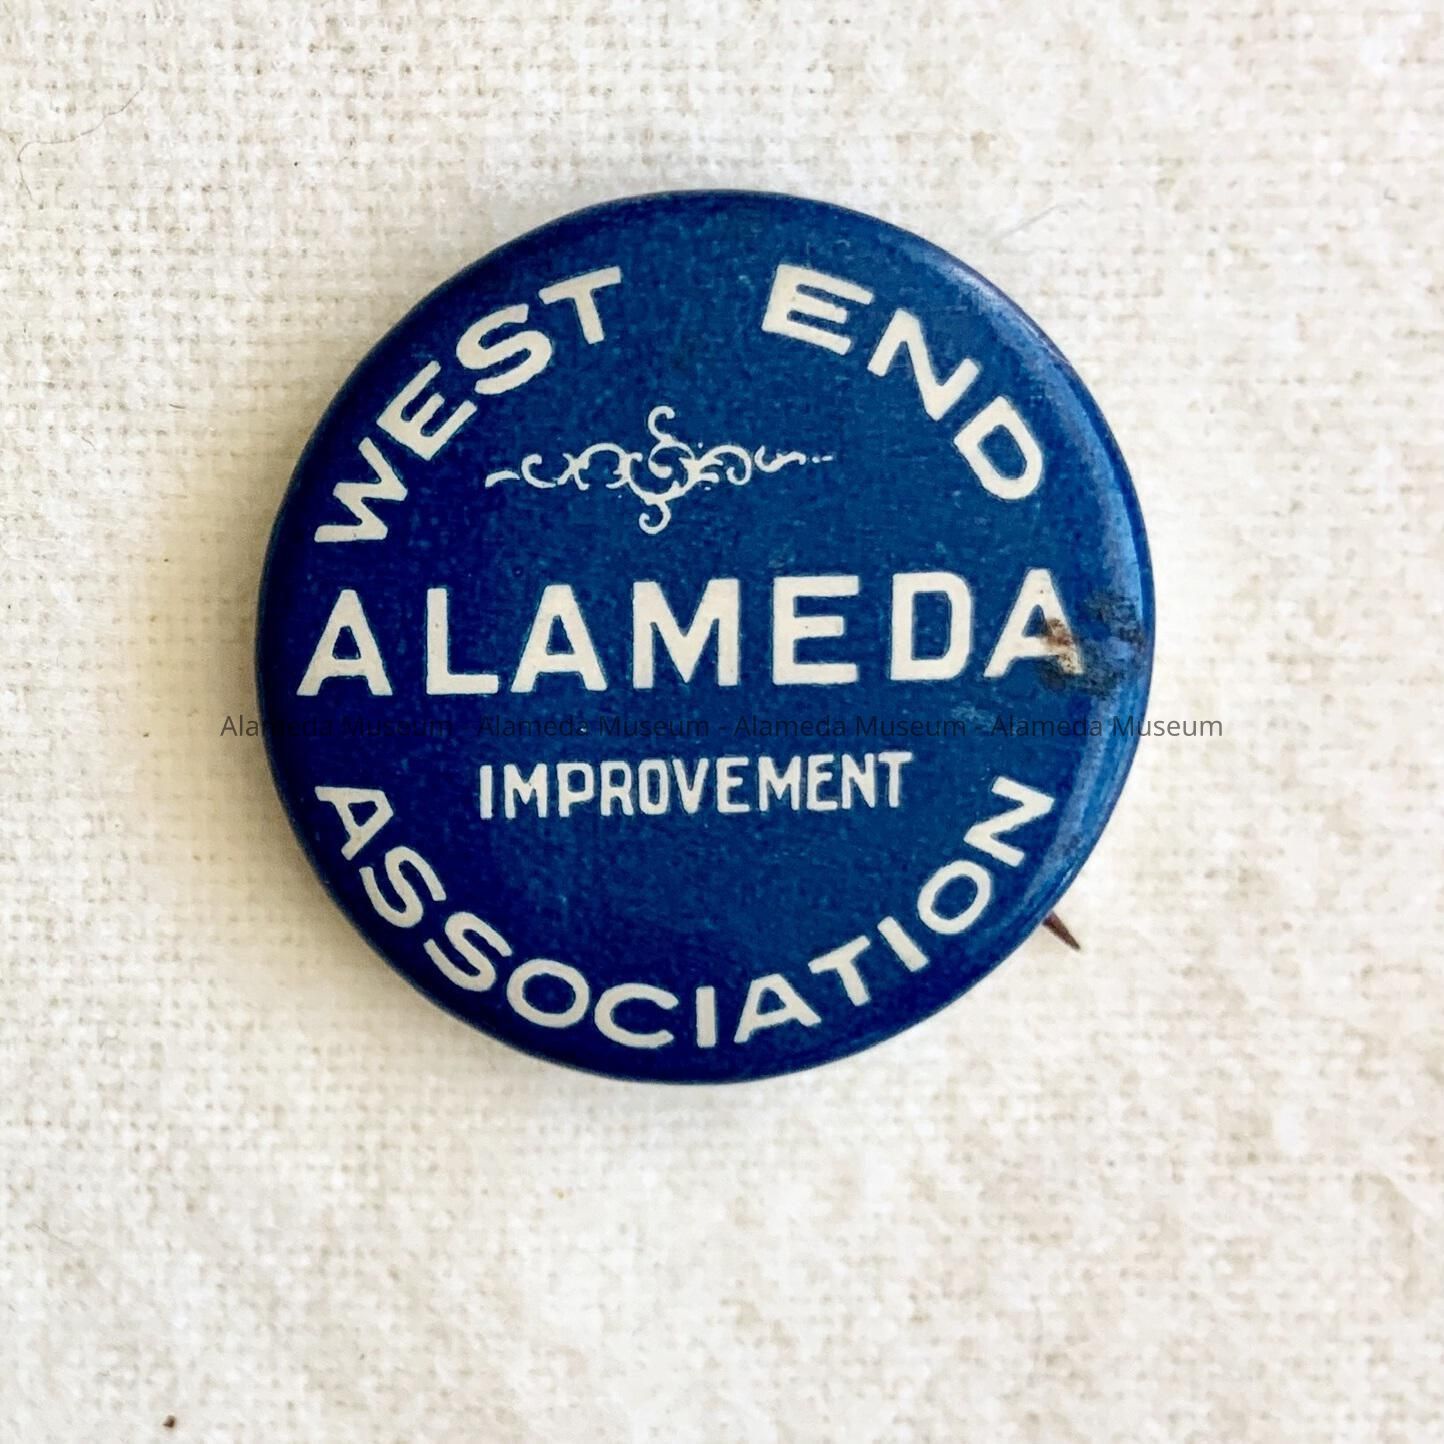 WEST END
ALAMEDA
Alameda Museum - Alameda Museum - Alameda Museum - Alameda Museum
IMPROVEMENT
ASSOCIATION